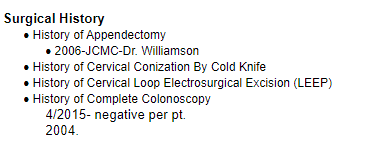 Surgical History
• History of Appendectomy
• 2006-JCMC-Dr. Williamson
• History of Cervical Conization By Cold Knife
• History of Cervical Loop Electrosurgical Excision (LEEP)
• History of Complete Colonoscopy
4/2015- negative per pt.
2004.